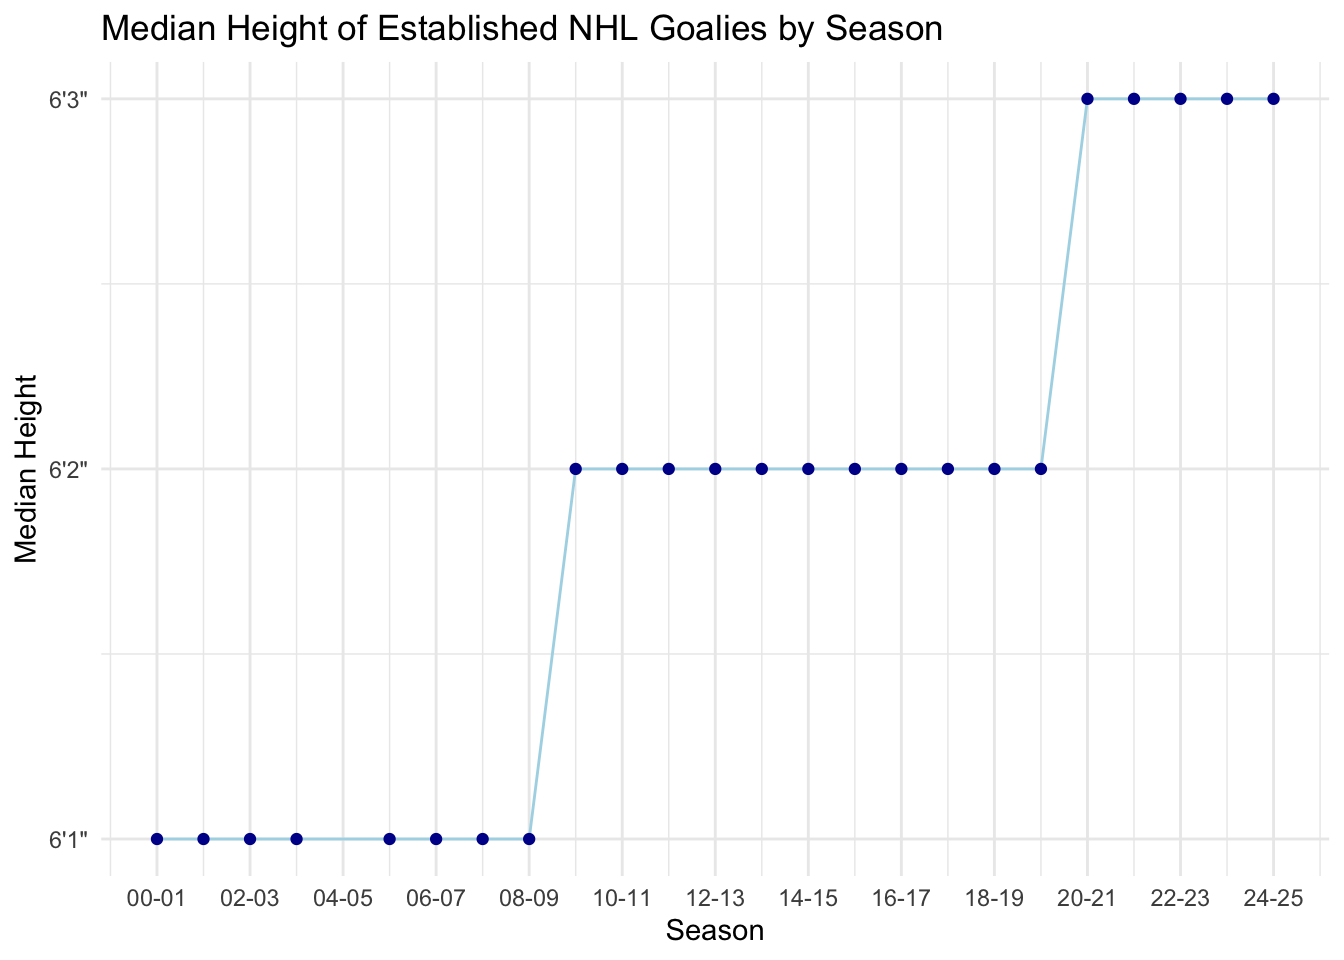 Median Height of Established NHL Goalies by Season
Median Height
6'3"
6'2"
6'1"
00-01 02-03 04-05 06-07 08-09 10-11 12-13 14-15 16-17 18-19 20-21 22-23 24-25
Season